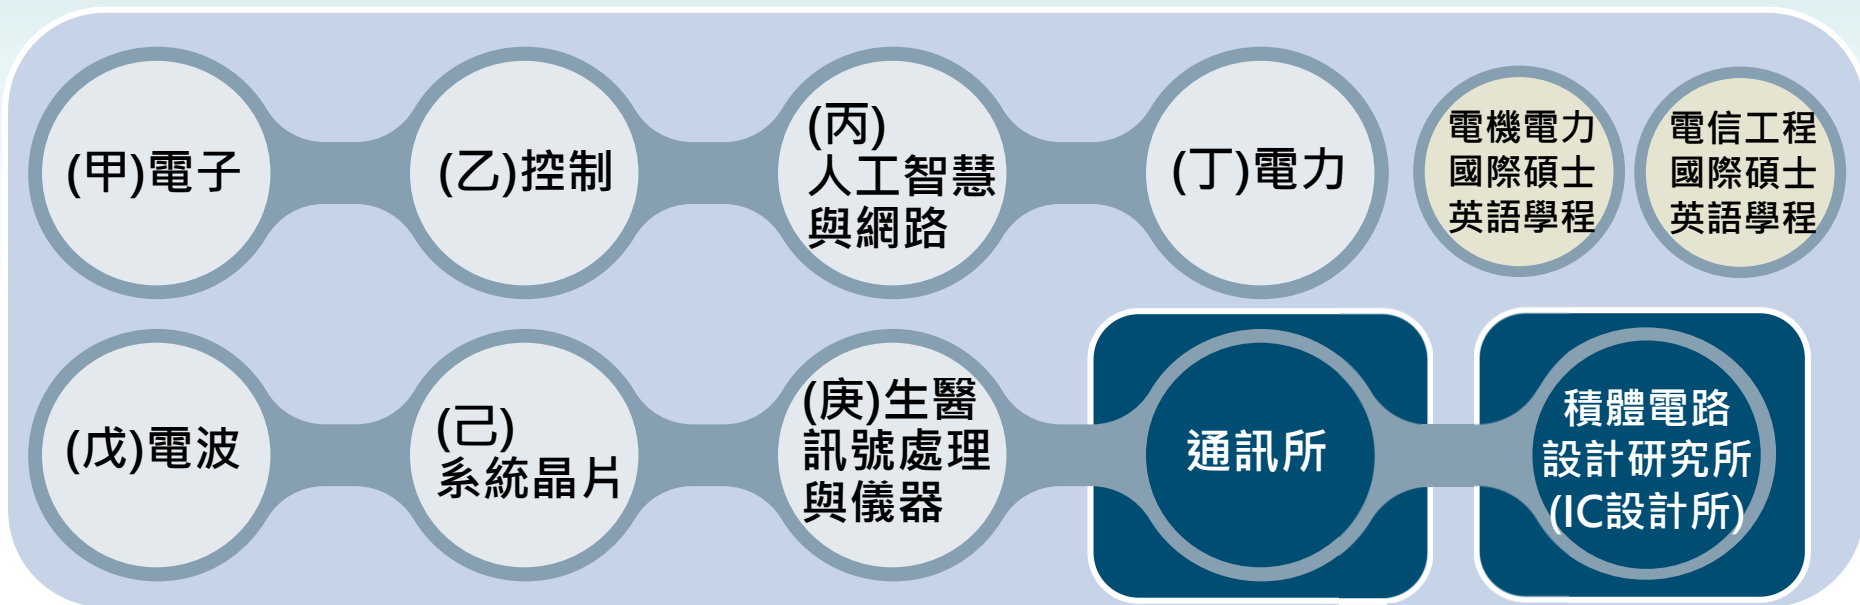 (甲)電子
(乙)控制
(丙)
人工智慧
與網路
(丁)電力
電機電力
國際碩士
英語學程
電信工程
國際碩士
英語學程
(戊)電波
(己)
系統晶片
(庚)生醫
訊號處理
與儀器
通訊所
積體電路
設計研究所
(IC設計所)